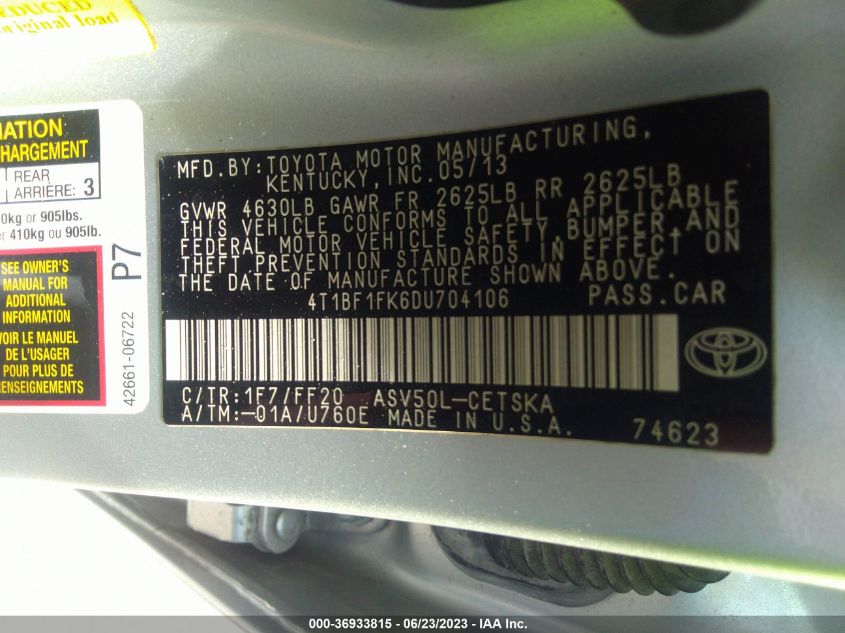 EDUCED
original load
MATION
CHARGEMENT
REAR
ARRIÈRE: 3
0kg or 905lbs.
er 410kg ou 905lb.
SEE OWNER'S
MANUAL FOR
ADDITIONAL
INFORMATION
VOIR LE MANUEL
DE L'USAGER
POUR PLUS DE
RENSEIGNEMENTS
P7
42661-06722
MFD.BY:TOYOTA MOTOR MANUFACTURING,
KENTUCKY,INC.05/13
GVWR 4630LB GAWR FR 2625LB RR 2625LB
THIS VEHICLE CONFORMS TO ALL APPLICABLE
FEDERAL MOTOR VEHICLE SAFETY,BUMPER,AND
THEFT PREVENTION STANDARDS IN EFFECT ON
THE DATE OF MANUFACTURE SHOWN ABOVE.
4T1BF1FK6DU704106 PASS.CAR
C/TR:1F7/FF20 ASV50L-CETSKA
A/TM:-01A/U760E MADE IN U.S.A.
74623
000-36933815 - 06/23/2023 - IAA Inc.